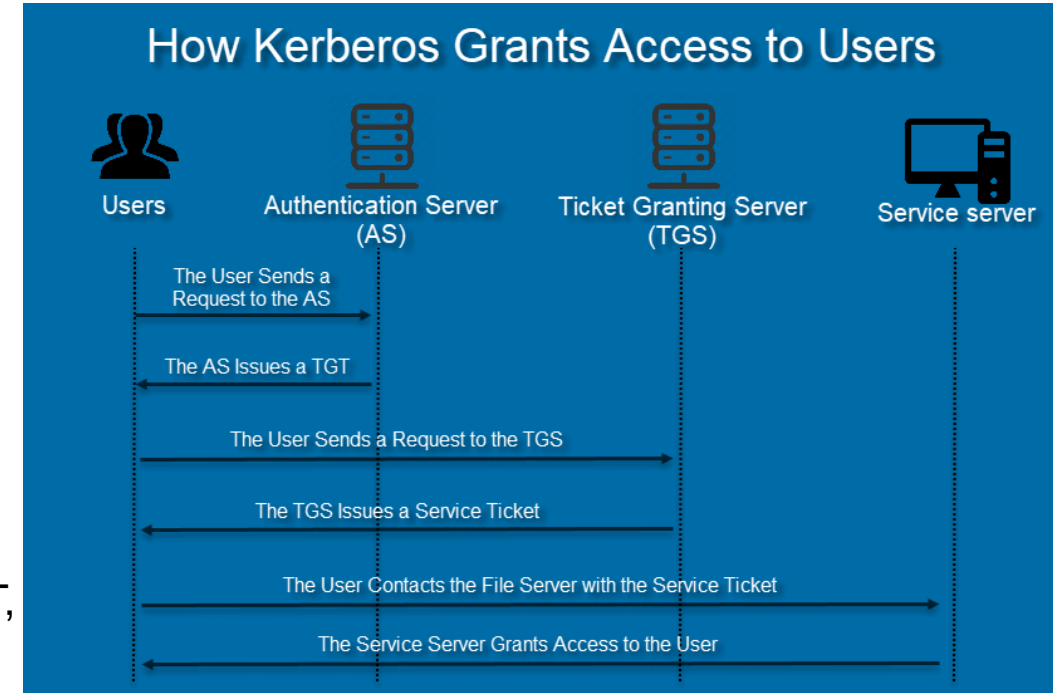 How Kerberos Grants Access to Users
Users
Authentication Server
(AS)
Ticket Granting Server
(TGS)
Service server
The User Sends a
Request to the AS
The AS Issues a TGT
The User Sends a Request to the TGS
The TGS Issues a Service Ticket
The User Contacts the File Server with the Service Ticket
The Service Server Grants Access to the User